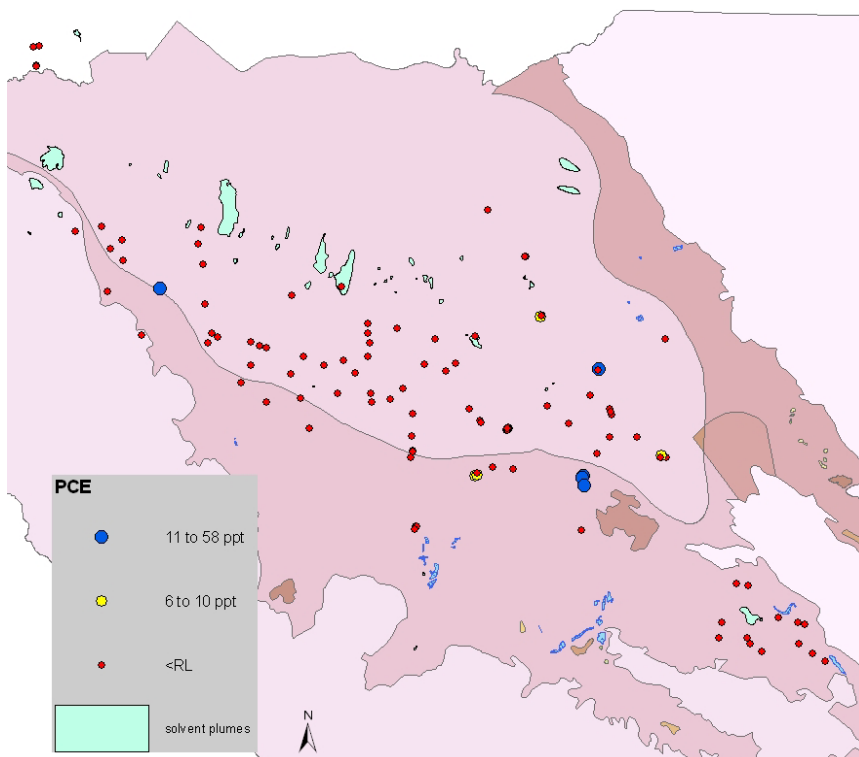 PCE
11 to 58 ppt
6 to 10 ppt
<RL
solvent plumes
N